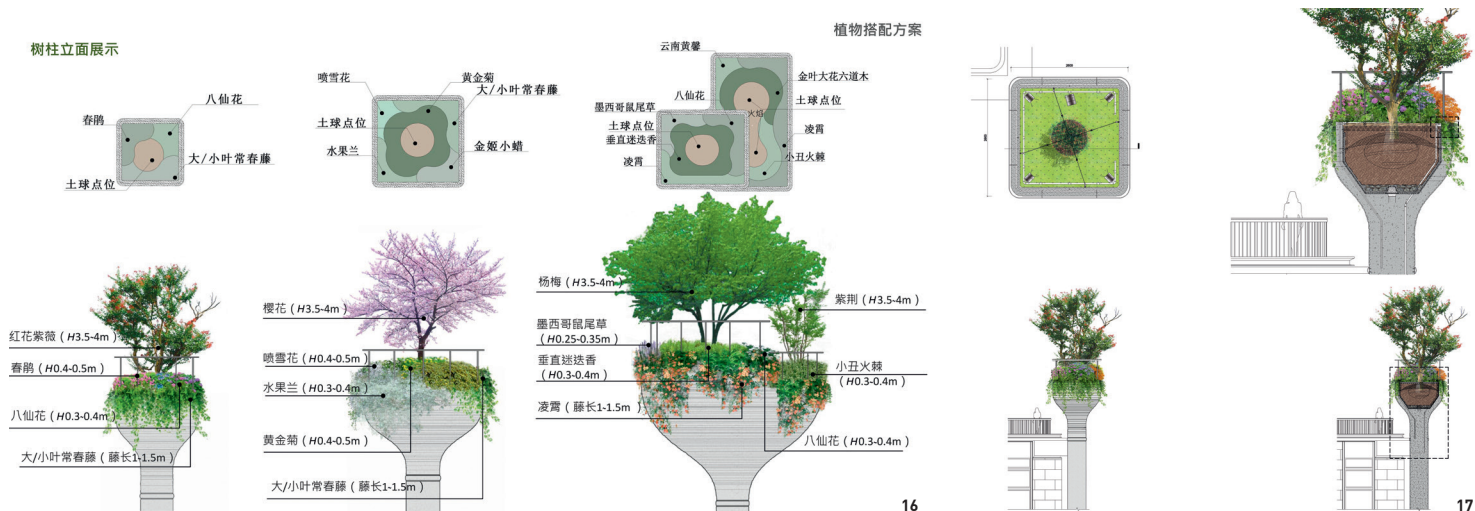 树柱立面展示
植物搭配方案
八仙花
春鹃
大/小叶常春藤
土球点位
喷雪花
黄金菊
大/小叶常春藤
土球点位
水果兰
金姬小蜡
云南黄馨
金叶大花六道木
八仙花
土球点位
墨西哥鼠尾草
火焰
土球点位
垂直迷迭香
凌霄
凌霄
小丑火棘
红花紫薇（H3.5-4m）
春鹃（H0.4-0.5m）
八仙花（H0.3-0.4m）
大/小叶常春藤（藤长1-1.5m）
樱花（H3.5-4m）
喷雪花（H0.4-0.5m）
水果兰（H0.3-0.4m）
黄金菊（H0.4-0.5m）
大/小叶常春藤（藤长1-1.5m）
杨梅（H3.5-4m）
紫荆（H3.5-4m）
墨西哥鼠尾草
（H0.25-0.35m）
垂直迷迭香
（H0.3-0.4m）
小丑火棘
（H0.3-0.4m）
凌霄（藤长1-1.5m）
八仙花（H0.3-0.4m）
16
17